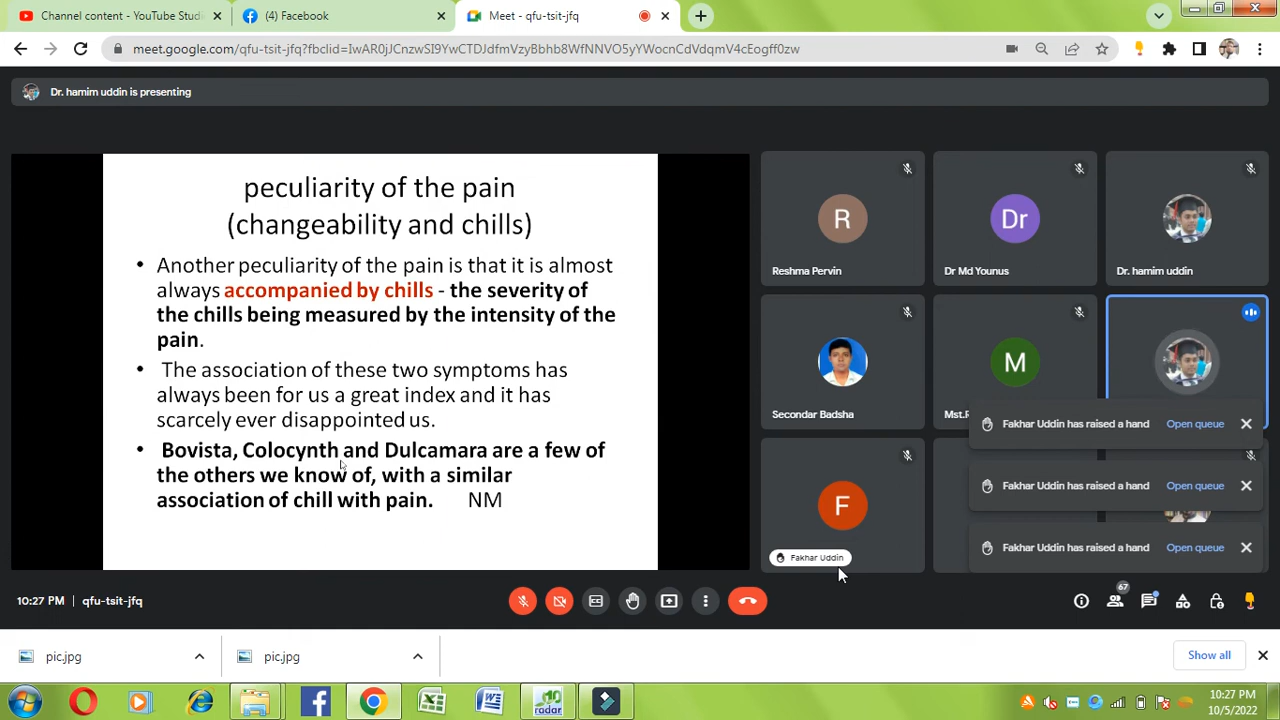 Channel content - YouTube Studi
(4) Facebook
Meet - qfu-tsit-jfq
meet.google.com/qfu-tsit-jfq?fbclid=IwAR0jJCnzwSI9YwCTDJdfmVzyBbhb8WfNNVO5yYWocnCdVdqmV4cEogff0zw
Dr. hamim uddin is presenting
peculiarity of the pain
(changeability and chills)
• Another peculiarity of the pain is that it is almost
always accompanied by chills - the severity of
the chills being measured by the intensity of the
pain.
• The association of these two symptoms has
always been for us a great index and it has
scarcely ever disappointed us.
• Bovista, Colocynth and Dulcamara are a few of
the others we know of, with a similar
association of chill with pain. NM
R
Reshma Pervin
Dr
Dr Md Younus
Dr. hamim uddin
Secondar Badsha
M
Mst.R
F
Fakhar Uddin
Fakhar Uddin has raised a hand Open queue
Fakhar Uddin has raised a hand Open queue
Fakhar Uddin has raised a hand Open queue
10:27 PM | qfu-tsit-jfq
67
pic.jpg
pic.jpg
Show all
10
radar
10:27 PM
10/5/2022